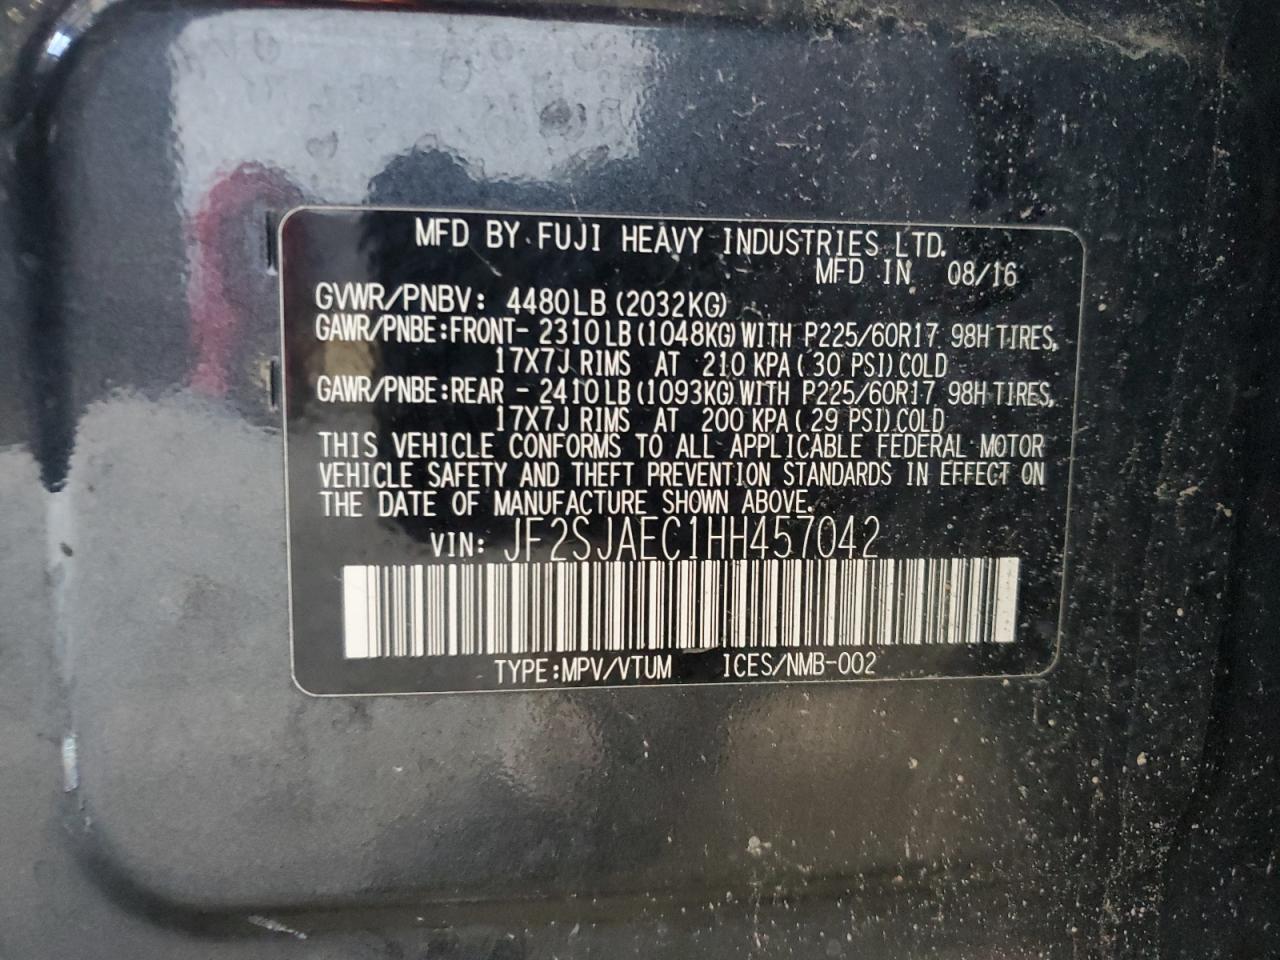 MFD BY FUJI HEAVY INDUSTRIES LTD.
MFD IN 08/16
GVWR/PNBV: 4480LB (2032KG)
GAWR/PNBE:FRONT- 2310LB (1048KG) WITH P225/60R17 98H TIRES,
17X7J RIMS AT 210 KPA( 30 PSI) COLD
GAWR/PNBE:REAR - 2410LB (1093KG) WITH P225/60R17 98H TIRES,
17X7J RIMS AT 200 KPA( 29 PSI) COLD
THIS VEHICLE CONFORMS TO ALL APPLICABLE FEDERAL MOTOR
VEHICLE SAFETY AND THEFT PREVENTION STANDARDS IN EFFECT ON
THE DATE OF MANUFACTURE SHOWN ABOVE.
VIN: JF2SJAEC1HH457042
TYPE:MPV/VTUM ICES/NMB-002